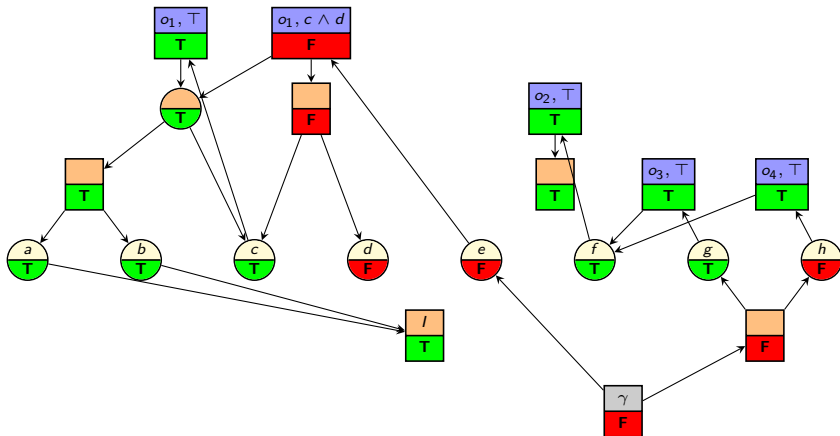 o₁, ⊤
T
o₁, c ∧ d
F
T
F
o₂, ⊤
T
T
T
o₃, ⊤
T
o₄, ⊤
T
a
T
b
T
c
T
d
F
e
F
f
T
g
T
h
F
I
T
F
γ
F